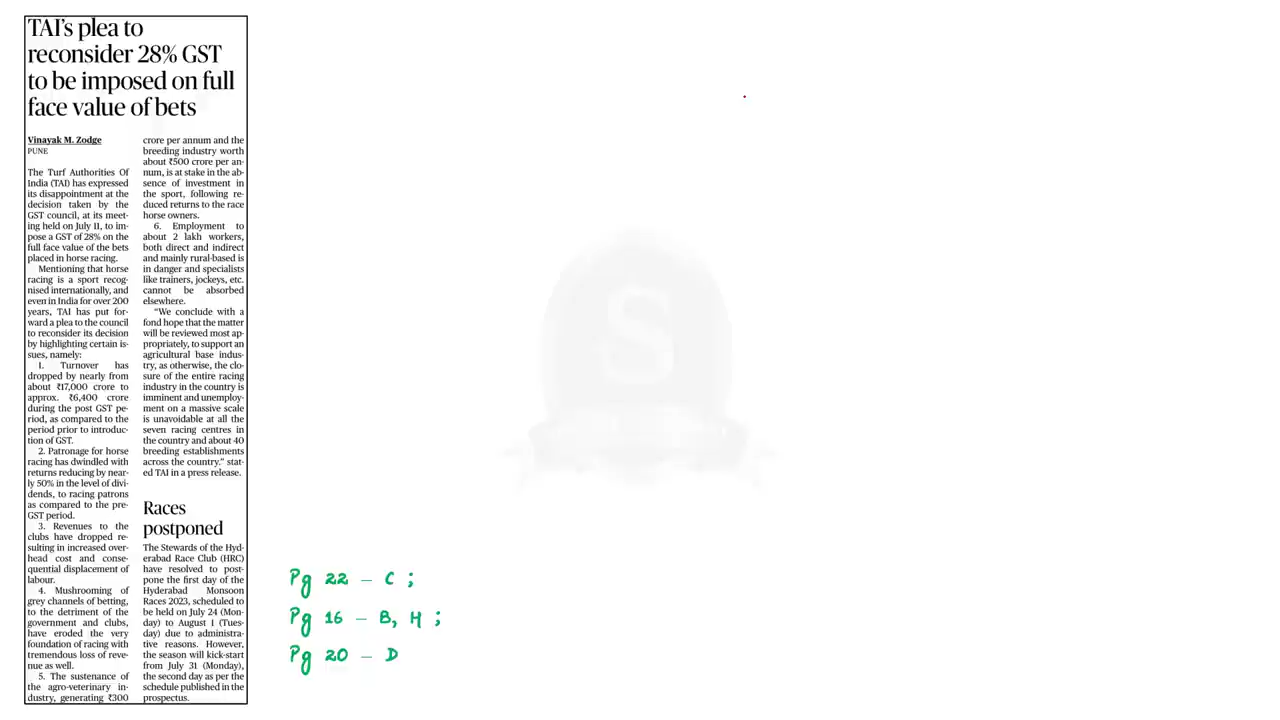 TAI's plea to
reconsider 28% GST
to be imposed on full
face value of bets
Vinayak M. Zodge
PUNE
The Turf Authorities Of
India (TAI) has expressed
its disappointment at the
decision taken by the
GST council, at its meet-
ing held on July 11, to im-
pose a GST of 28% on the
full face value of the bets
placed in horse racing.
Mentioning that horse
racing is a sport recog-
nised internationally, and
even in India for over 200
years, TAI has put for-
ward a plea to the council
to reconsider its decision
by highlighting certain is-
sues, namely:
1. Turnover has
dropped by nearly from
about ₹17,000 crore to
approx. ₹6,400 crore
during the post GST pe-
riod, as compared to the
period prior to introduc-
tion of GST.
2. Patronage for horse
racing has dwindled with
returns reducing by near-
ly 50% in the level of divi-
dends, to racing patrons
as compared to the pre-
GST period.
3. Revenues to the
clubs have dropped re-
sulting in increased over-
head cost and conse-
quential displacement of
labour.
4. Mushrooming of
grey channels of betting,
to the detriment of the
government and clubs,
have eroded the very
foundation of racing with
tremendous loss of reve-
nue as well.
5. The sustenance of
the agro-veterinary in-
dustry, generating ₹300
crore per annum and the
breeding industry worth
about ₹500 crore per an-
num, is at stake in the ab-
sence of investment in
the sport, following re-
duced returns to the race
horse owners.
6. Employment to
about 2 lakh workers,
both direct and indirect
and mainly rural-based is
in danger and specialists
like trainers, jockeys, etc.
cannot be absorbed
elsewhere.
"We conclude with a
fond hope that the matter
will be reviewed most ap-
propriately, to support an
agricultural base indus-
try, as otherwise, the clo-
sure of the entire racing
industry in the country is
imminent and unemploy-
ment on a massive scale
is unavoidable at all the
seven racing centres in
the country and about 40
breeding establishments
across the country." stat-
ed TAI in a press release.
Races
postponed
The Stewards of the Hyd-
erabad Race Club (HRC)
have resolved to post-
pone the first day of the
Hyderabad Monsoon
Races 2023, scheduled to
be held on July 24 (Mon-
day) to August 1 (Tues-
day) due to administra-
tive reasons. However,
the season will kick-start
from July 31 (Monday),
the second day as per the
schedule published in the
prospectus.
Pg 22 – C ;
Pg 16 – B, H ;
Pg 20 – D
S